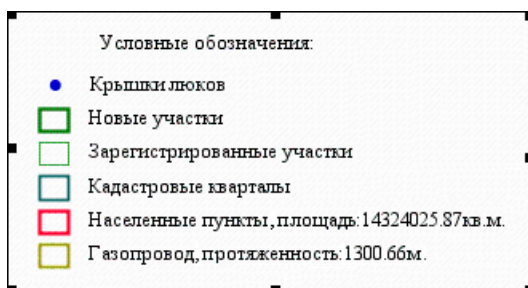 Условные обозначения:
Крышки люков
Новые участки
Зарегистрированные участки
Кадастровые кварталы
Населенные пункты, площадь:14324025.87кв.м.
Газопровод, протяженность:1300.66м.